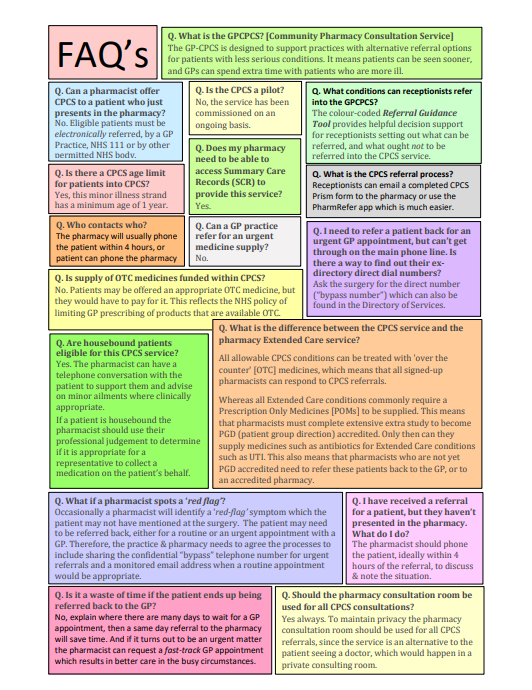 FAQ's
Q. What is the GPCPCS? [Community Pharmacy Consultation Service]
The GP-CPCS is designed to support practices with alternative referral options
for patients with less serious conditions. It means patients can be seen sooner,
and GPs can spend extra time with patients who are more ill.
Q. Can a pharmacist offer
CPCS to a patient who just
presents in the pharmacy?
No. Eligible patients must be
electronically referred, by a GP
Practice, NHS 111 or by other
permitted NHS body.
Q. Is the CPCS a pilot?
No, the service has been
commissioned on an
ongoing basis.
Q. What conditions can receptionists refer
into the GPCPCS?
The colour-coded Referral Guidance
Tool provides helpful decision support
for receptionists setting out what can be
referred, and what ought not to be
referred into the CPCS service.
Q. Does my pharmacy
need to be able to
access Summary Care
Records (SCR) to
provide this service?
Yes.
Q. Is there a CPCS age limit
for patients into CPCS?
Yes, this minor illness strand
has a minimum age of 1 year.
Q. What is the CPCS referral process?
Receptionists can email a completed CPCS
Prism form to the pharmacy or use the
PharmRefer app which is much easier.
Q. Who contacts who?
The pharmacy will usually phone
the patient within 4 hours, or
patient can phone the pharmacy
Q. Can a GP practice
refer for an urgent
medicine supply?
No.
Q. I need to refer a patient back for an
urgent GP appointment, but can't get
through on the main phone line. Is
there a way to find out their ex-
directory direct dial numbers?
Ask the surgery for the direct number
("bypass number") which can also be
found in the Directory of Services.
Q. Is supply of OTC medicines funded within CPCS?
No. Patients may be offered an appropriate OTC medicine, but
they would have to pay for it. This reflects the NHS policy of
limiting GP prescribing of products that are available OTC.
Q. Are housebound patients
eligible for this CPCS service?
Yes. The pharmacist can have a
telephone conversation with the
patient to support them and advise
on minor ailments where clinically
appropriate.
If a patient is housebound the
pharmacist should use their
professional judgement to determine
if it is appropriate for a
representative to collect a
medication on the patient's behalf.
Q. What is the difference between the CPCS service and the
pharmacy Extended Care service?
All allowable CPCS conditions can be treated with 'over the
counter' [OTC] medicines, which means that all signed-up
pharmacists can respond to CPCS referrals.
Whereas all Extended Care conditions commonly require a
Prescription Only Medicines [POMs] to be supplied. This means
that pharmacists must complete extensive extra study to become
PGD (patient group direction) accredited. Only then can they
supply medicines such as antibiotics for Extended Care conditions
such as UTI. This also means that pharmacists who are not yet
PGD accredited need to refer these patients back to the GP, or to
an accredited pharmacy.
Q. What if a pharmacist spots a 'red flag'?
Occasionally a pharmacist will identify a 'red-flag' symptom which the
patient may not have mentioned at the surgery. The patient may need
to be referred back, either for a routine or an urgent appointment with a
GP. Therefore, the practice & pharmacy need to agree the processes to
include sharing the confidential "bypass" telephone number for urgent
referrals and a monitored email address when a routine appointment
would be appropriate.
Q. I have received a referral
for a patient, but they haven't
presented in the pharmacy.
What do I do?
The pharmacist should phone
the patient, ideally within 4
hours of the referral, to discuss
& note the situation.
Q. Is it a waste of time if the patient ends up being
referred back to the GP?
No, explain where there are many days to wait for a GP
appointment, then a same day referral to the pharmacy
will save time. And if it turns out to be an urgent matter
the pharmacist can request a fast-track GP appointment
which results in better care in the busy circumstances.
Q. Should the pharmacy consultation room be
used for all CPCS consultations?
Yes always. To maintain privacy the pharmacy
consultation room should be used for all CPCS
referrals, since the service is an alternative to the
patient seeing a doctor, which would happen in a
private consulting room.